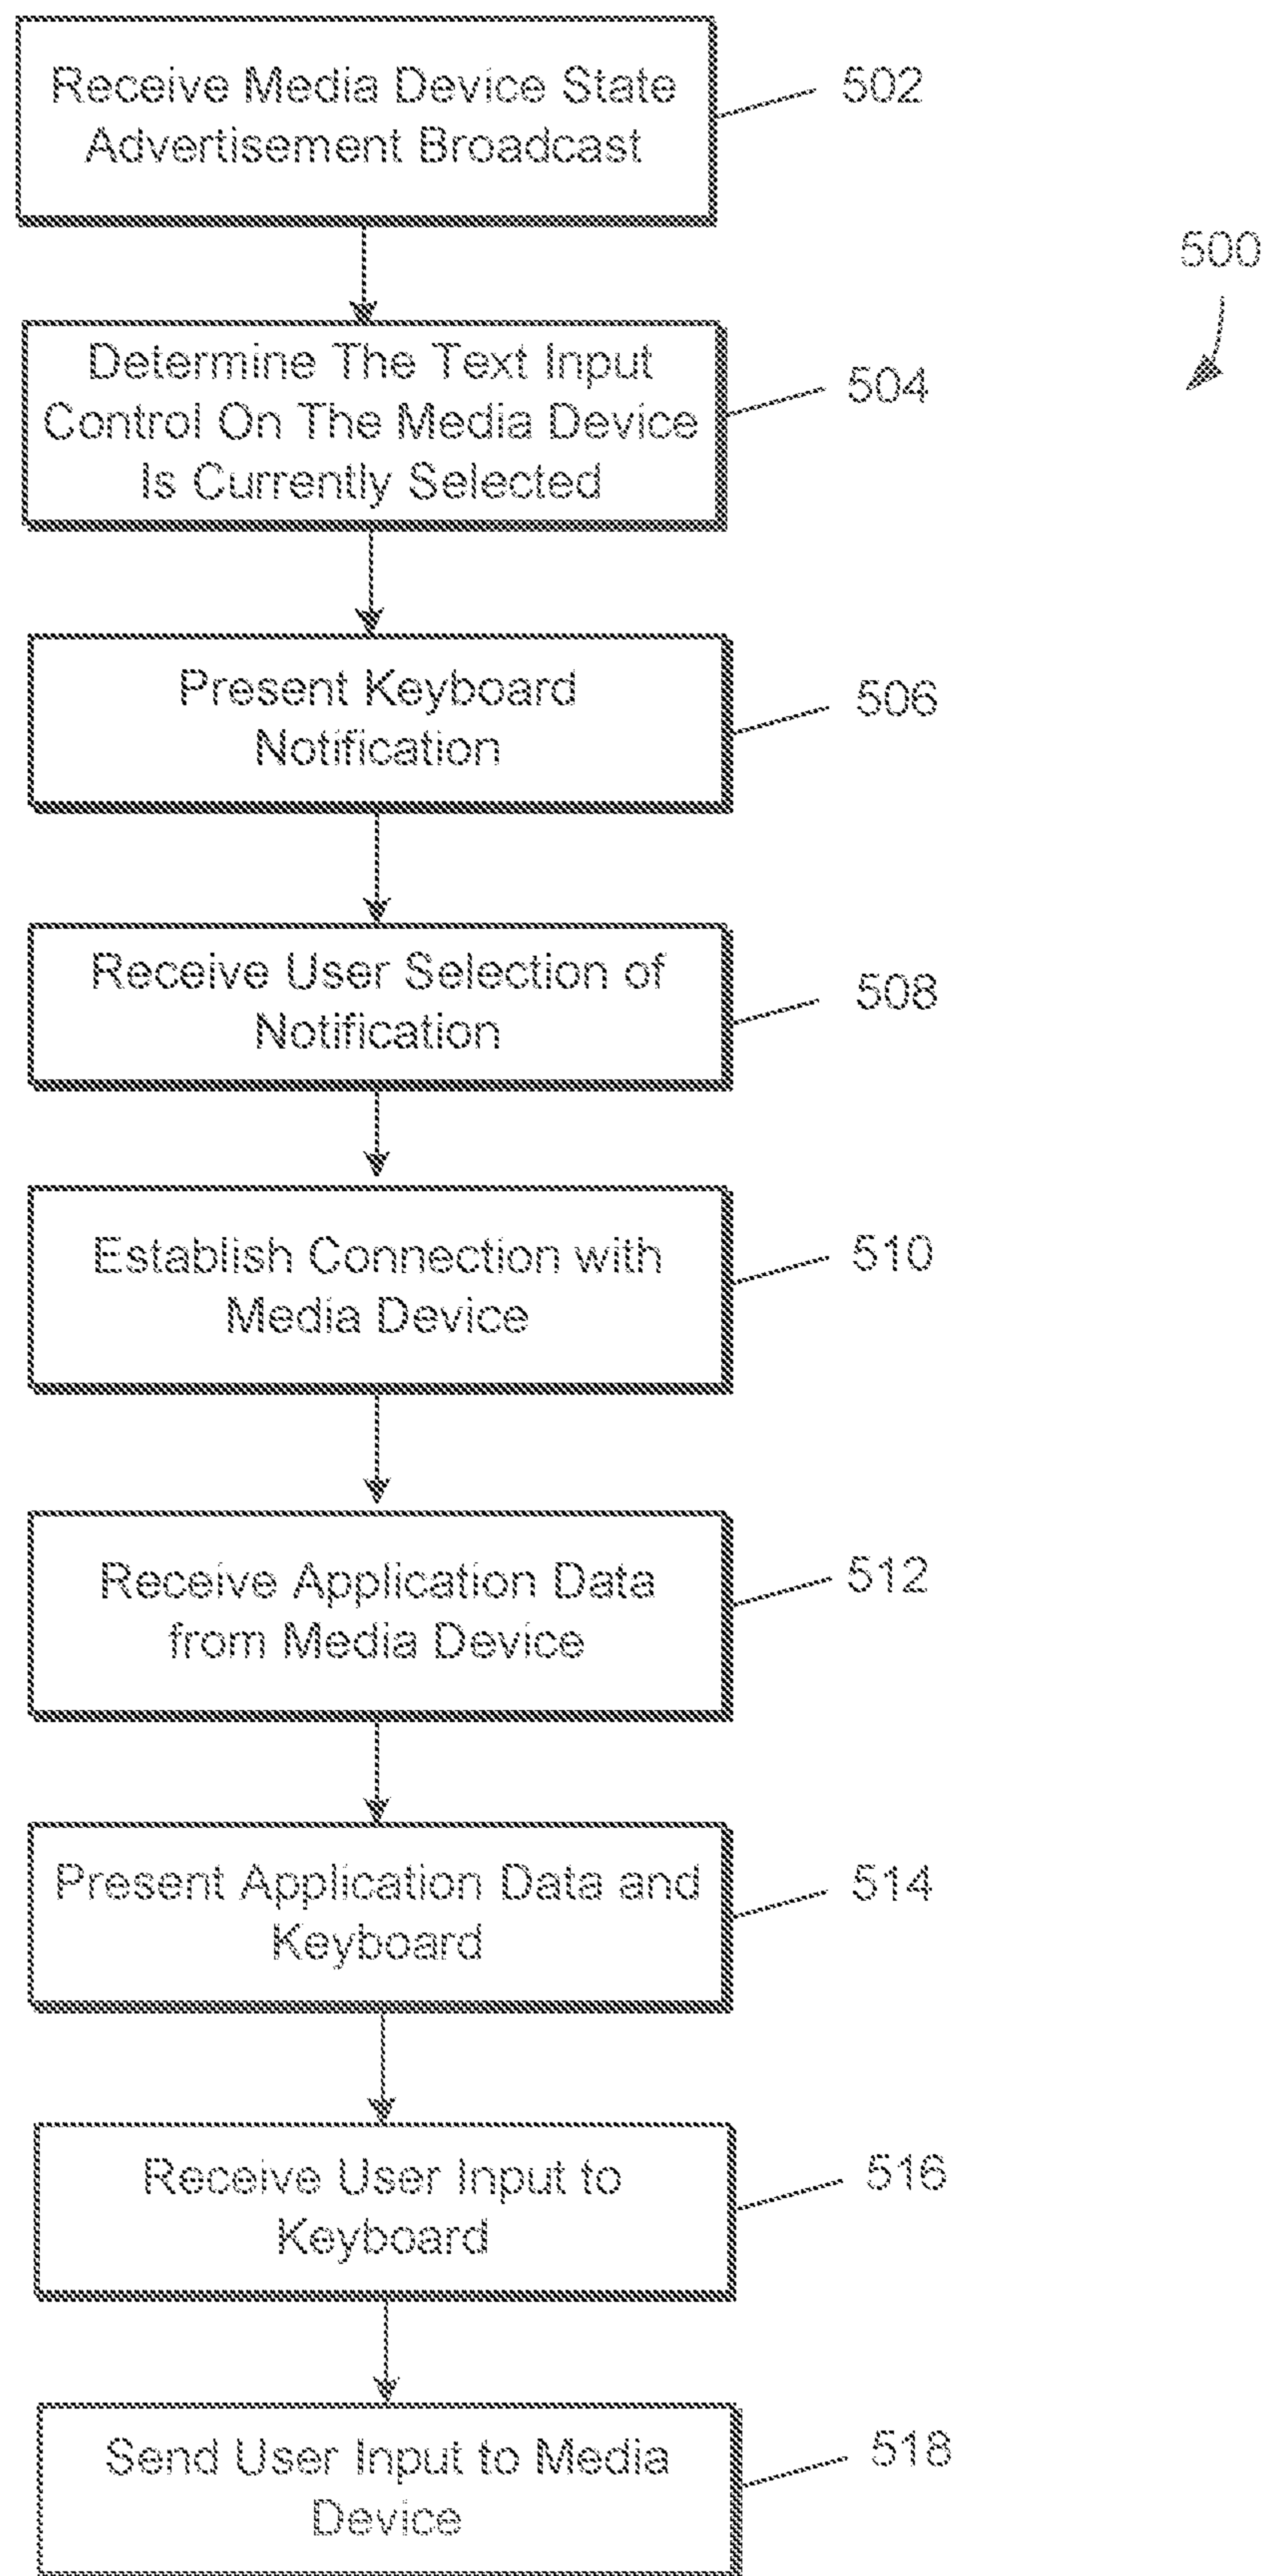 Receive Media Device State
Advertisement Broadcast
502
500
Determine The Text Input
Control On The Media Device
Is Currently Selected
504
Present Keyboard
Notification
506
Receive User Selection of
Notification
508
Establish Connection with
Media Device
510
Receive Application Data
from Media Device
512
Present Application Data and
Keyboard
514
Receive User Input to
Keyboard
516
Send User Input to Media
Device
518